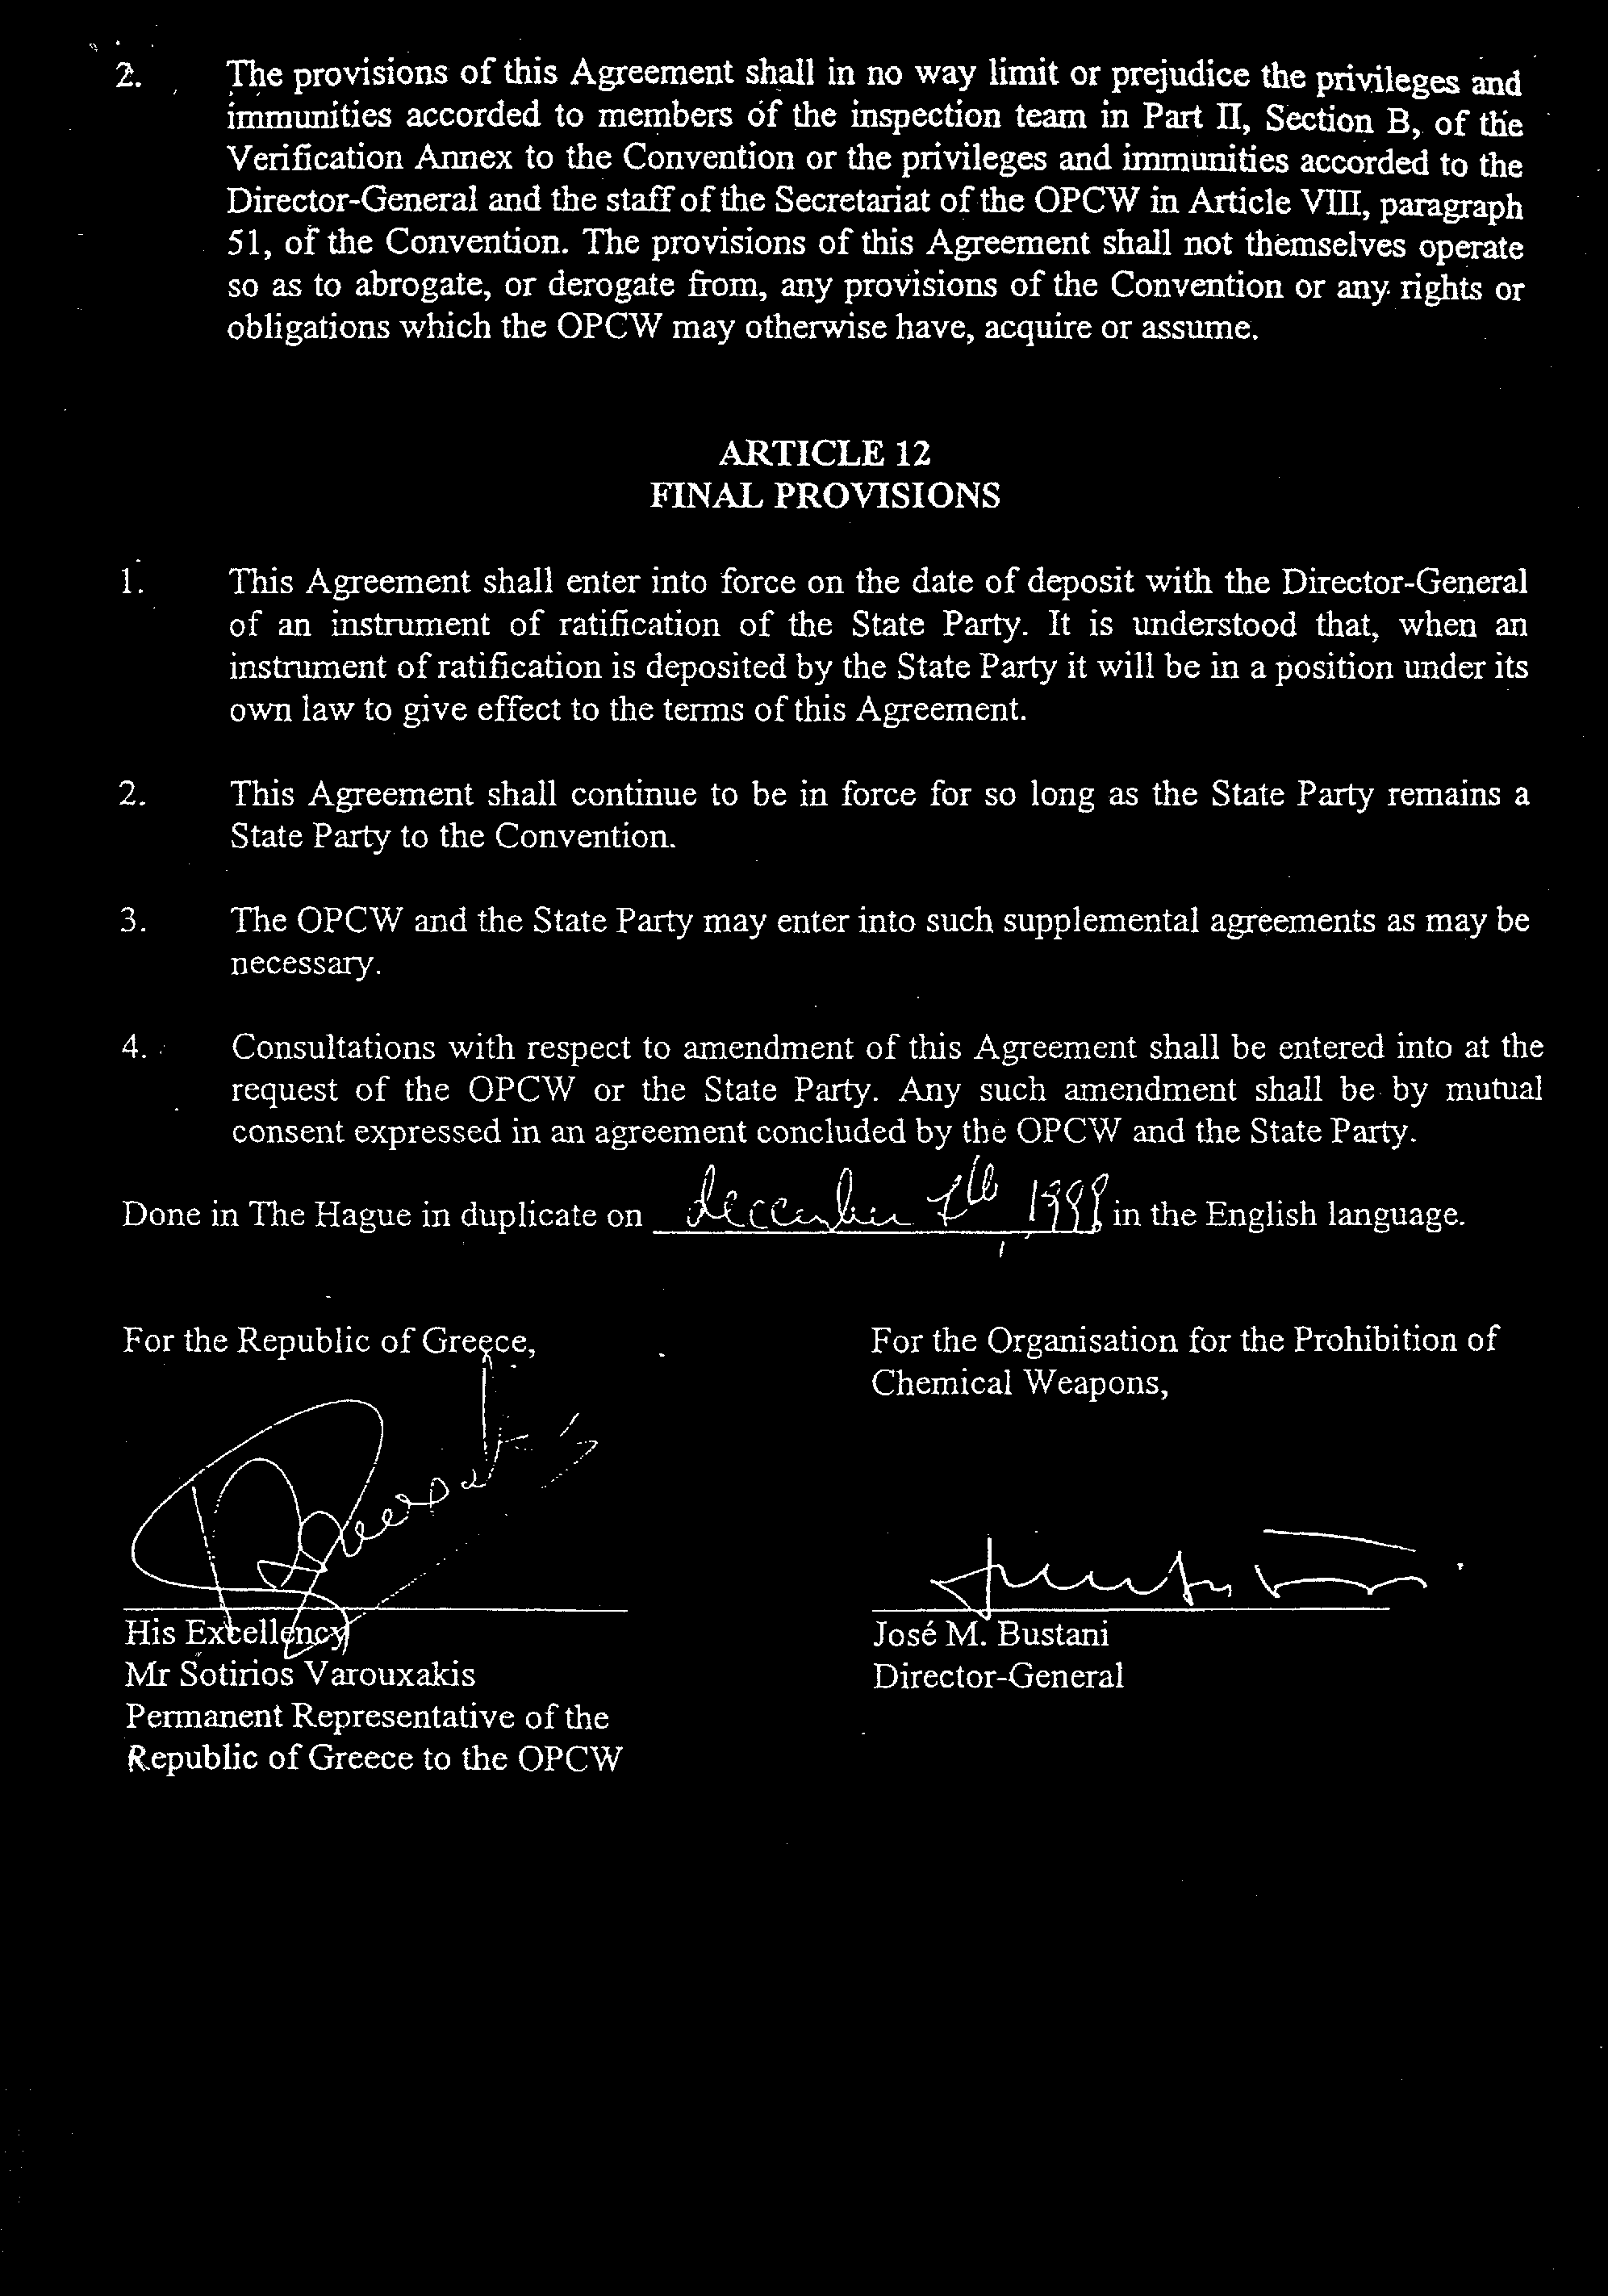 2. The provisions of this Agreement shall in no way limit or prejudice the privileges and
immunities accorded to members of the inspection team in Part II, Section B, of the
Verification Annex to the Convention or the privileges and immunities accorded to the
Director-General and the staff of the Secretariat of the OPCW in Article VIII, paragraph
51, of the Convention. The provisions of this Agreement shall not themselves operate
so as to abrogate, or derogate from, any provisions of the Convention or any rights or
obligations which the OPCW may otherwise have, acquire or assume.
ARTICLE 12
FINAL PROVISIONS
1. This Agreement shall enter into force on the date of deposit with the Director-General
of an instrument of ratification of the State Party. It is understood that, when an
instrument of ratification is deposited by the State Party it will be in a position under its
own law to give effect to the terms of this Agreement.
2. This Agreement shall continue to be in force for so long as the State Party remains a
State Party to the Convention.
3. The OPCW and the State Party may enter into such supplemental agreements as may be
necessary.
4. Consultations with respect to amendment of this Agreement shall be entered into at the
request of the OPCW or the State Party. Any such amendment shall be by mutual
consent expressed in an agreement concluded by the OPCW and the State Party.
Done in The Hague in duplicate on december 7th 1999 in the English language.
For the Republic of Greece,
For the Organisation for the Prohibition of
Chemical Weapons,
His Excellency
Mr Sotirios Varouxakis
Permanent Representative of the
Republic of Greece to the OPCW
José M. Bustani
Director-General